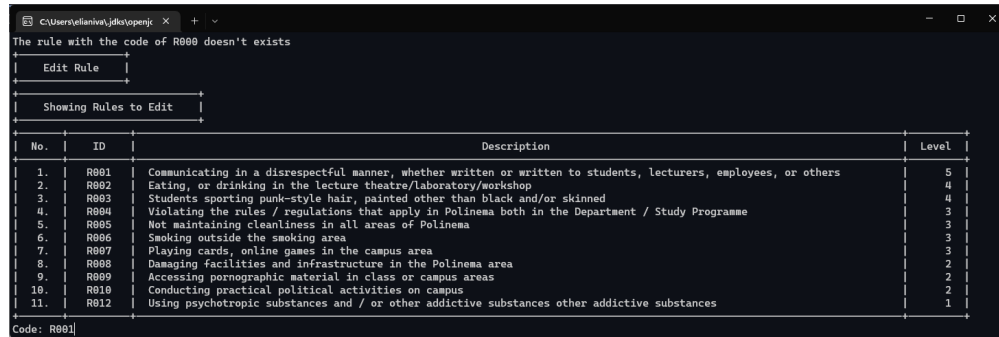 C:\Users\elianiva\.jdks\openjc
The rule with the code of R000 doesn't exists
Edit Rule
Showing Rules to Edit
No. | ID | Description | Level
1. | R001 | Communicating in a disrespectful manner, whether written or written to students, lecturers, employees, or others | 5
2. | R002 | Eating, or drinking in the lecture theatre/laboratory/workshop | 4
3. | R003 | Students sporting punk-style hair, painted other than black and/or skinned | 4
4. | R004 | Violating the rules / regulations that apply in Polinema both in the Department / Study Programme | 3
5. | R005 | Not maintaining cleanliness in all areas of Polinema | 3
6. | R006 | Smoking outside the smoking area | 3
7. | R007 | Playing cards, online games in the campus area | 3
8. | R008 | Damaging facilities and infrastructure in the Polinema area | 2
9. | R009 | Accessing pornographic material in class or campus areas | 2
10. | R010 | Conducting practical political activities on campus | 2
11. | R012 | Using psychotropic substances and / or other addictive substances other addictive substances | 1
Code: R001